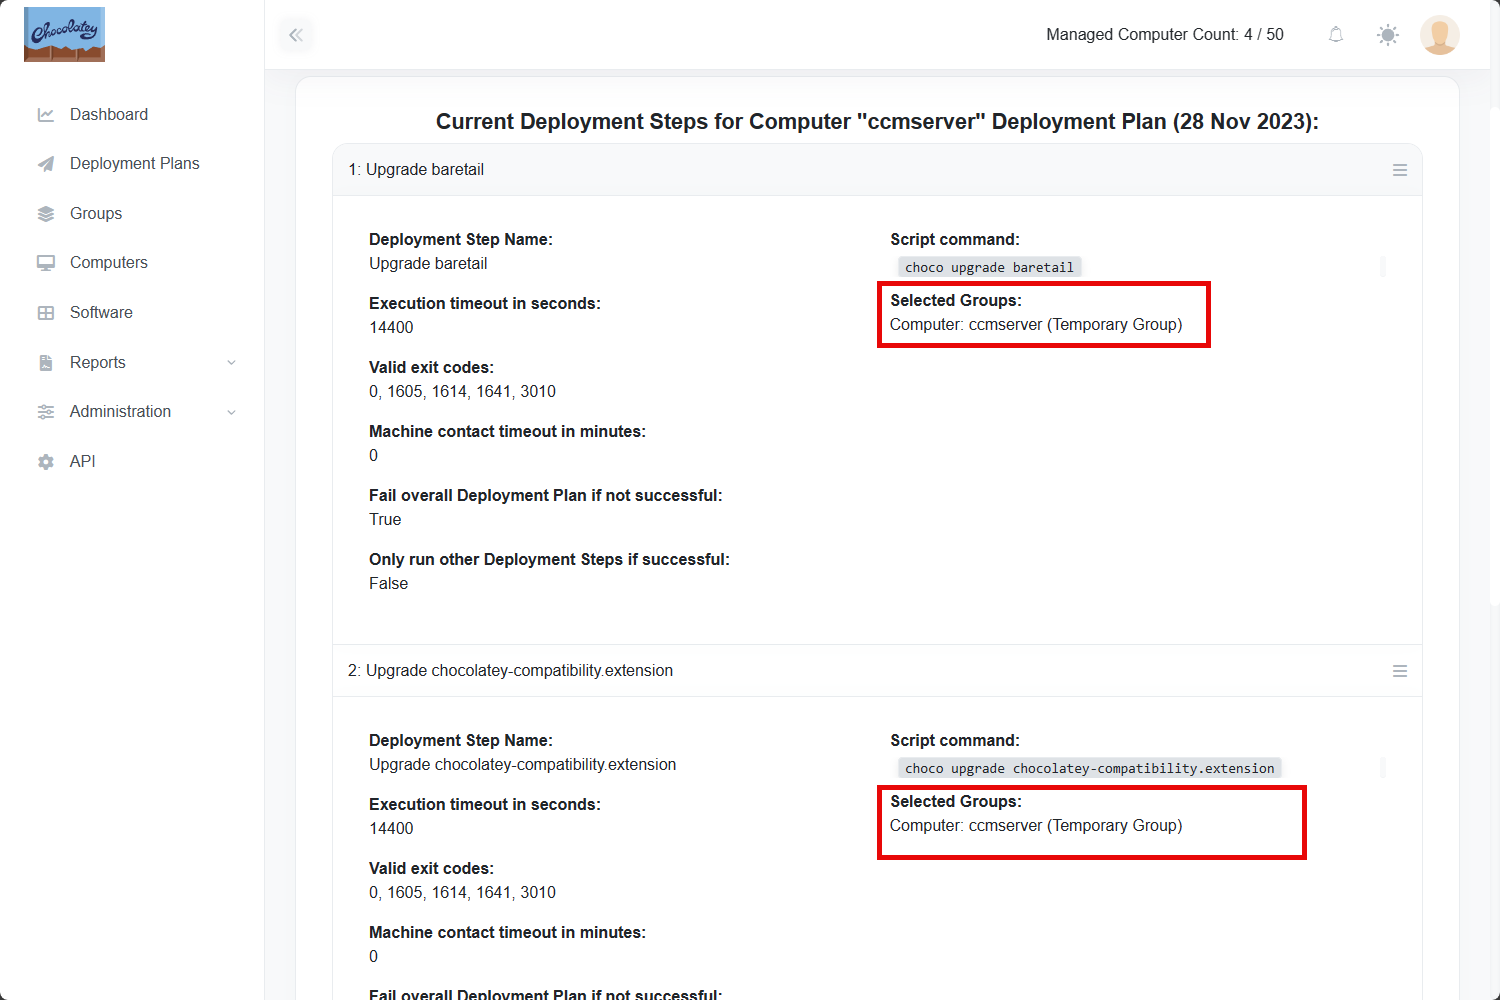 Chocolatey
Managed Computer Count: 4 / 50
Dashboard
Deployment Plans
Groups
Computers
Software
Reports
Administration
API
Current Deployment Steps for Computer "ccmserver" Deployment Plan (28 Nov 2023):
1: Upgrade baretail
Deployment Step Name:
Upgrade baretail
Execution timeout in seconds:
14400
Valid exit codes:
0, 1605, 1614, 1641, 3010
Machine contact timeout in minutes:
0
Fail overall Deployment Plan if not successful:
True
Only run other Deployment Steps if successful:
False
Script command:
choco upgrade baretail
Selected Groups:
Computer: ccmserver (Temporary Group)
2: Upgrade chocolatey-compatibility.extension
Deployment Step Name:
Upgrade chocolatey-compatibility.extension
Execution timeout in seconds:
14400
Valid exit codes:
0, 1605, 1614, 1641, 3010
Machine contact timeout in minutes:
0
Fail overall Deployment Plan if not successful:
Script command:
choco upgrade chocolatey-compatibility.extension
Selected Groups:
Computer: ccmserver (Temporary Group)